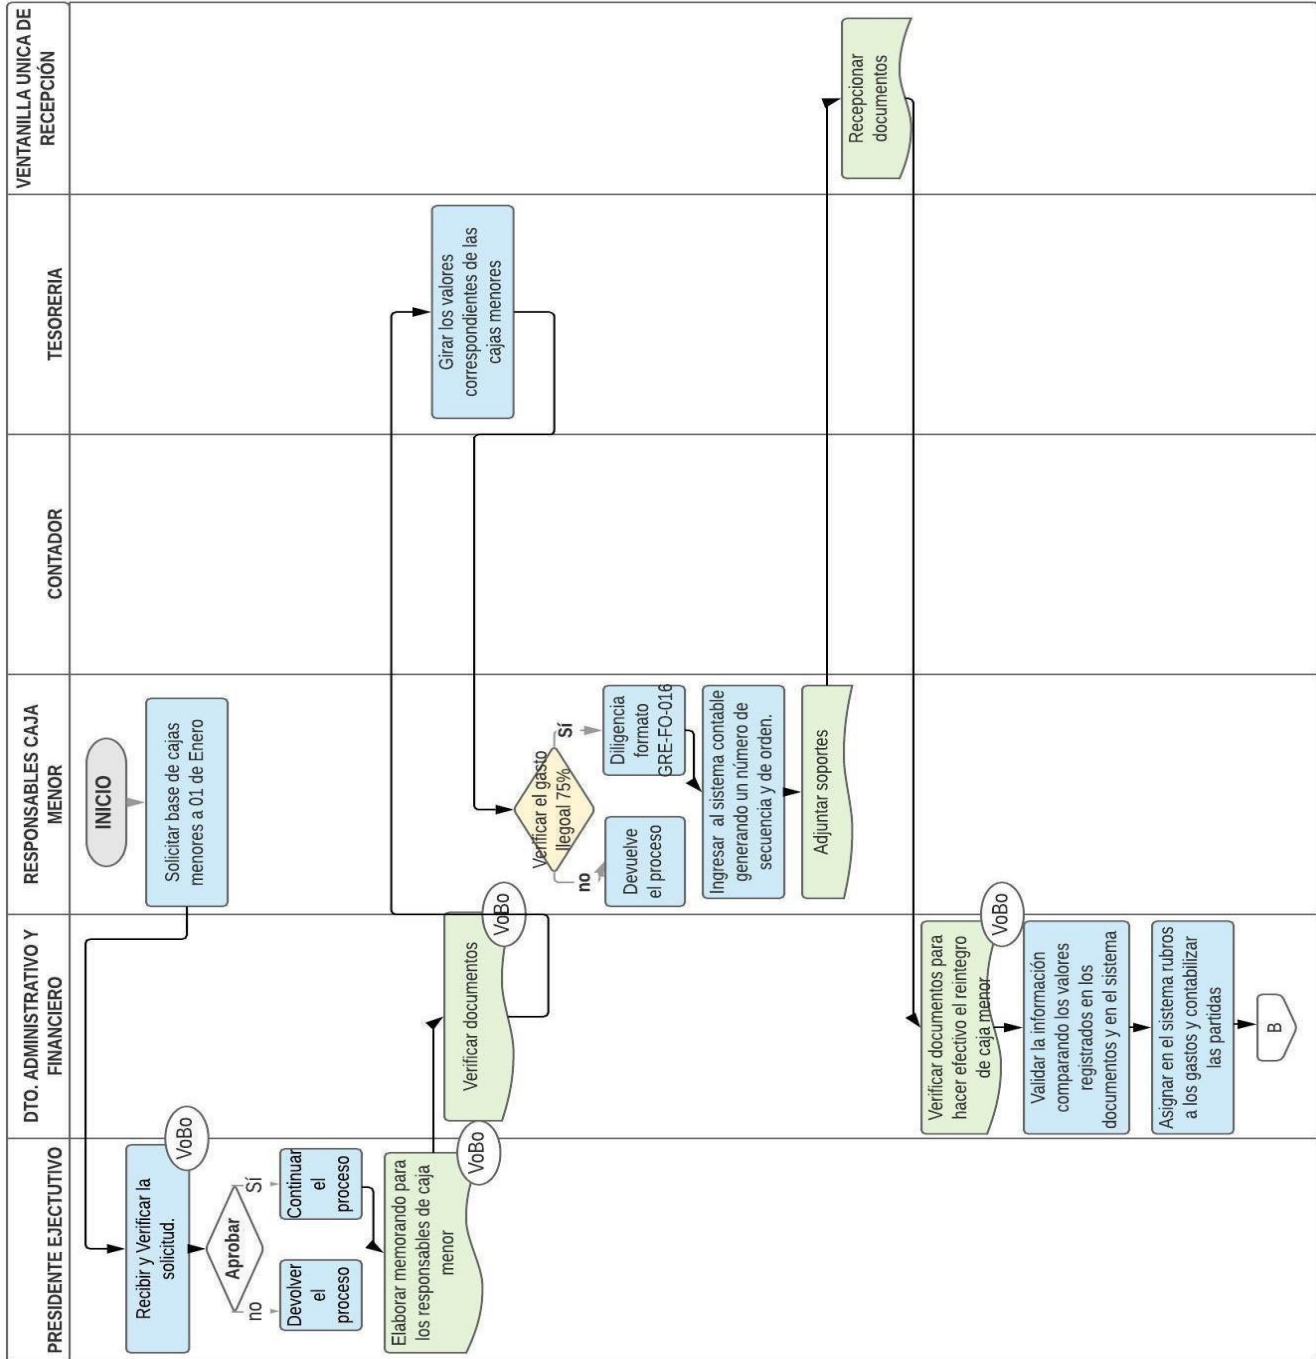 PRESIDENTE EJECTUTIVO
DTO. ADMINISTRATIVO Y
FINANCIERO
RESPONSABLES CAJA
MENOR
CONTADOR
TESORERIA
VENTANILLA UNICA DE
RECEPCIÓN
INICIO
Solicitar base de cajas
menores a 01 de Enero
Recibir y Verificar la
solicitud.
VoBo
Aprobar
no
Sí
Devolver
el
proceso
Continuar
el
proceso
Elaborar memorando para
los responsables de caja
menor
VoBo
Verificar documentos
VoBo
Girar los valores
correspondientes de las
cajas menores
Verificar el gasto
llegoal 75%
no
Sí
Devuelve
el proceso
Diligencia
formato
GRE-FO-016
Ingresar al sistema contable
generando un número de
secuencia y de orden.
Adjuntar soportes
Recepcionar
documentos
Verificar documentos para
hacer efectivo el reintegro
de caja menor
VoBo
Validar la información
comparando los valores
registrados en los
documentos y en el sistema
Asignar en el sistema rubros
a los gastos y contabilizar
las partidas
B